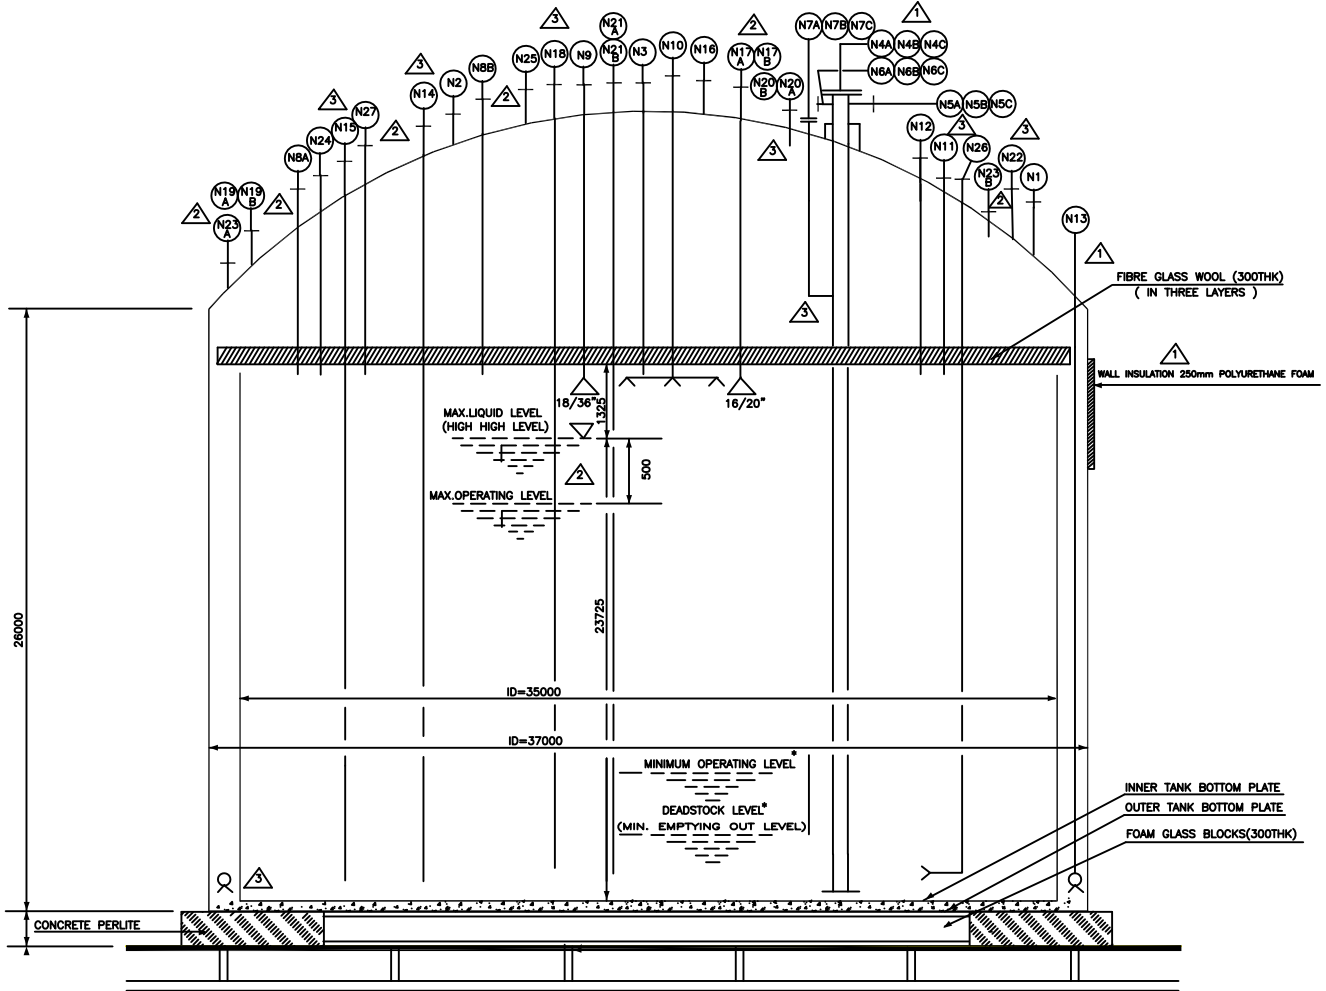 N21
A
N7A N7B N7C
1
3
N21
B
N18
N9
N3
N10
N16
2
N17
A
N17
B
N4A N4B N4C
N25
N8B
3
N2
N14
N20
B
N20
A
N6A N6B N6C
2
N5A N5B N5C
3
N27
N15
2
N24
N8A
3
N12
3
N11
N26
3
N22
N23
B
N1
2
N19
A
N19
B
2
2
N23
A
N13
1
FIBRE GLASS WOOL (300THK)
( IN THREE LAYERS )
3
1
WALL INSULATION 250mm POLYURETHANE FOAM
18/36"
16/20"
1325
MAX.LIQUID LEVEL
(HIGH HIGH LEVEL)
500
2
MAX.OPERATING LEVEL
26000
23725
ID=35000
ID=37000
MINIMUM OPERATING LEVEL*
DEADSTOCK LEVEL*
(MIN. EMPTYING OUT LEVEL)
INNER TANK BOTTOM PLATE
OUTER TANK BOTTOM PLATE
FOAM GLASS BLOCKS(300THK)
3
CONCRETE PERLITE